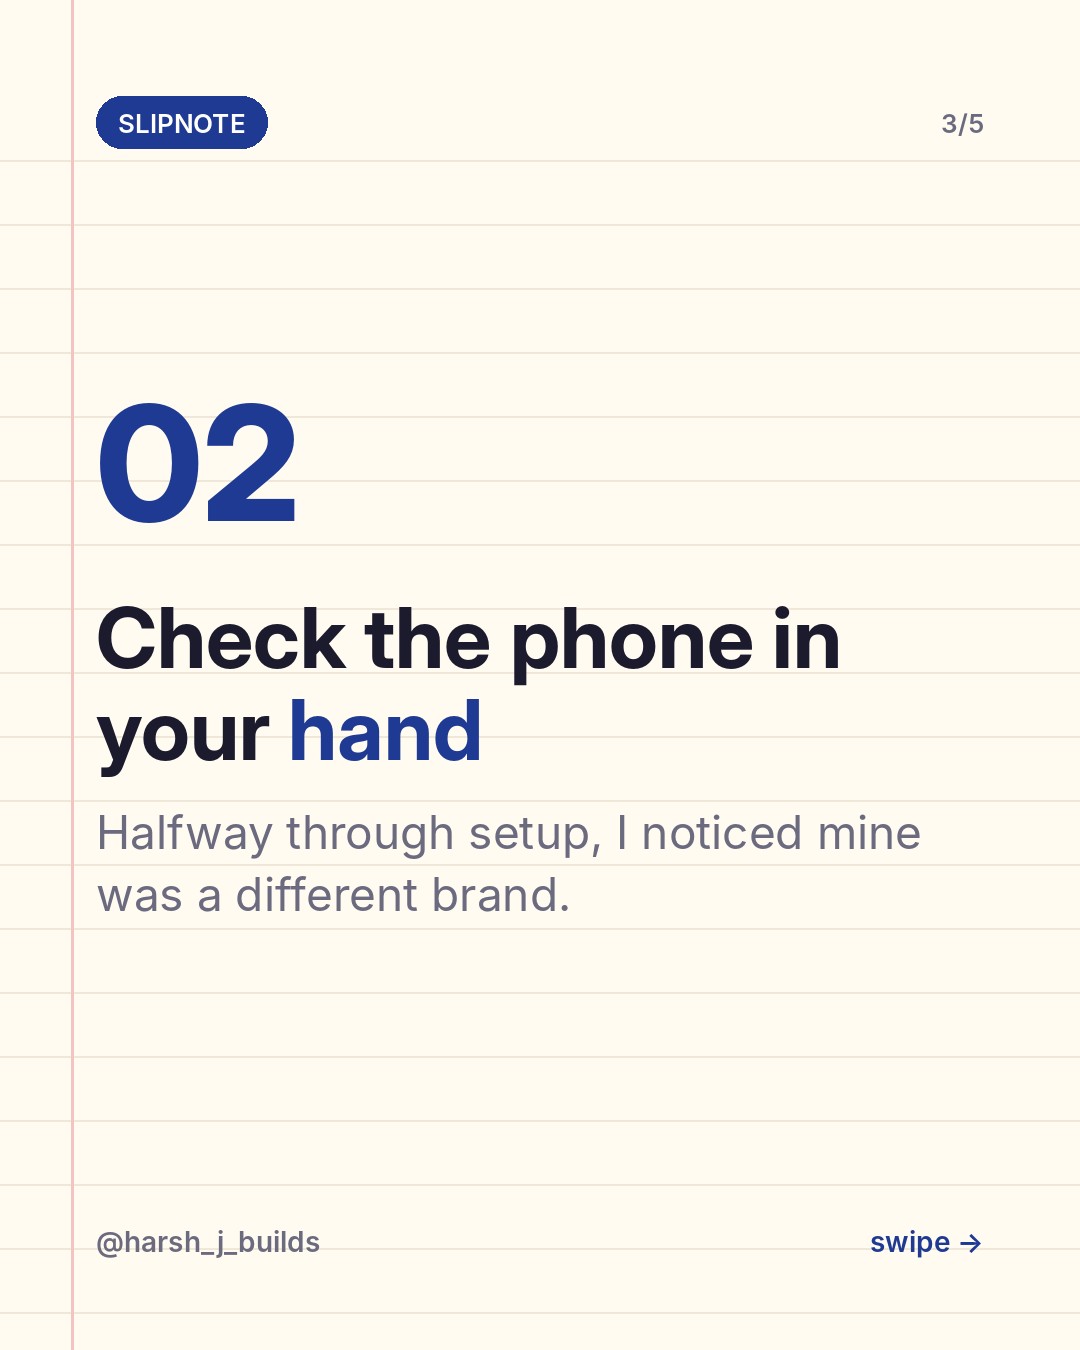 SLIPNOTE
3/5
02
Check the phone in
your hand
Halfway through setup, I noticed mine
was a different brand.
@harsh_j_builds
swipe →